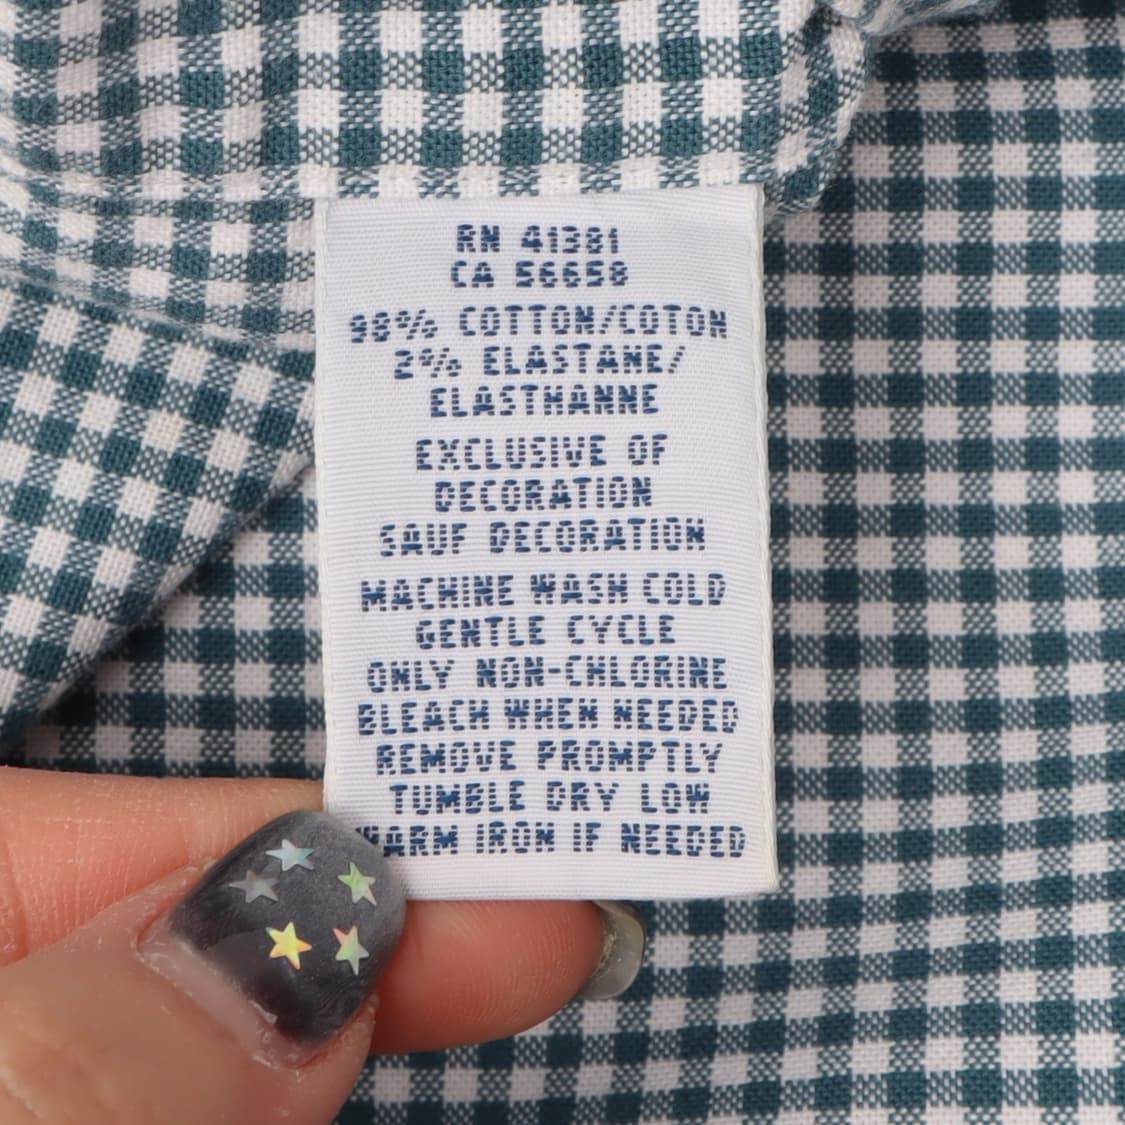 RN 41381
CA 56658
98% COTTON/COTON
2% ELASTANE/
ELASTHANNE
EXCLUSIVE OF
DECORATION
SAUF DECORATION
MACHINE WASH COLD
GENTLE CYCLE
ONLY NON-CHLORINE
BLEACH WHEN NEEDED
REMOVE PROMPTLY
TUMBLE DRY LOW
WARM IRON IF NEEDED